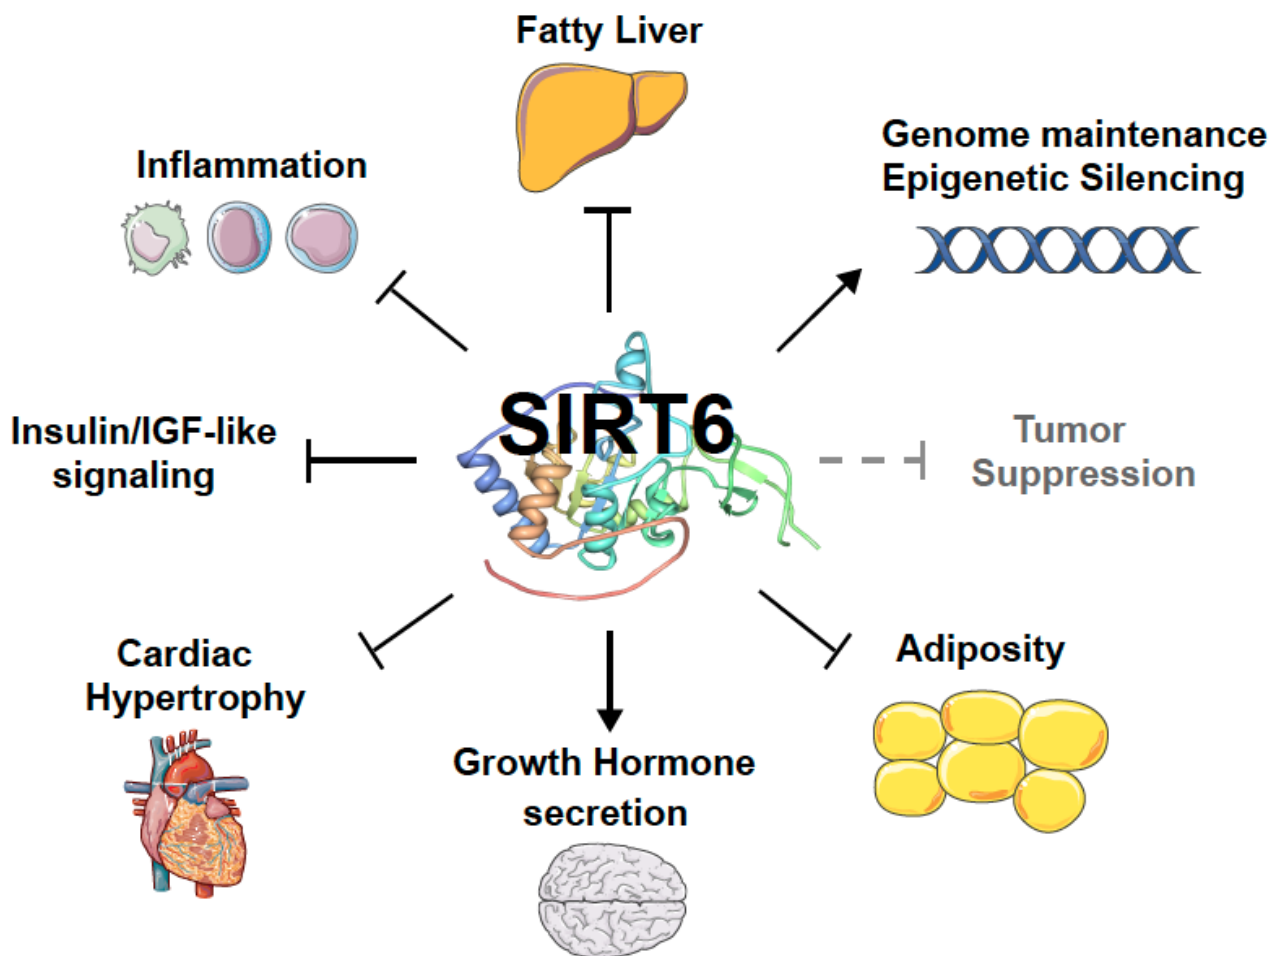 Fatty Liver
Genome maintenance
Epigenetic Silencing
Inflammation
SIRT6
Insulin/IGF-like
signaling
Tumor
Suppression
Cardiac
Hypertrophy
Adiposity
Growth Hormone
secretion